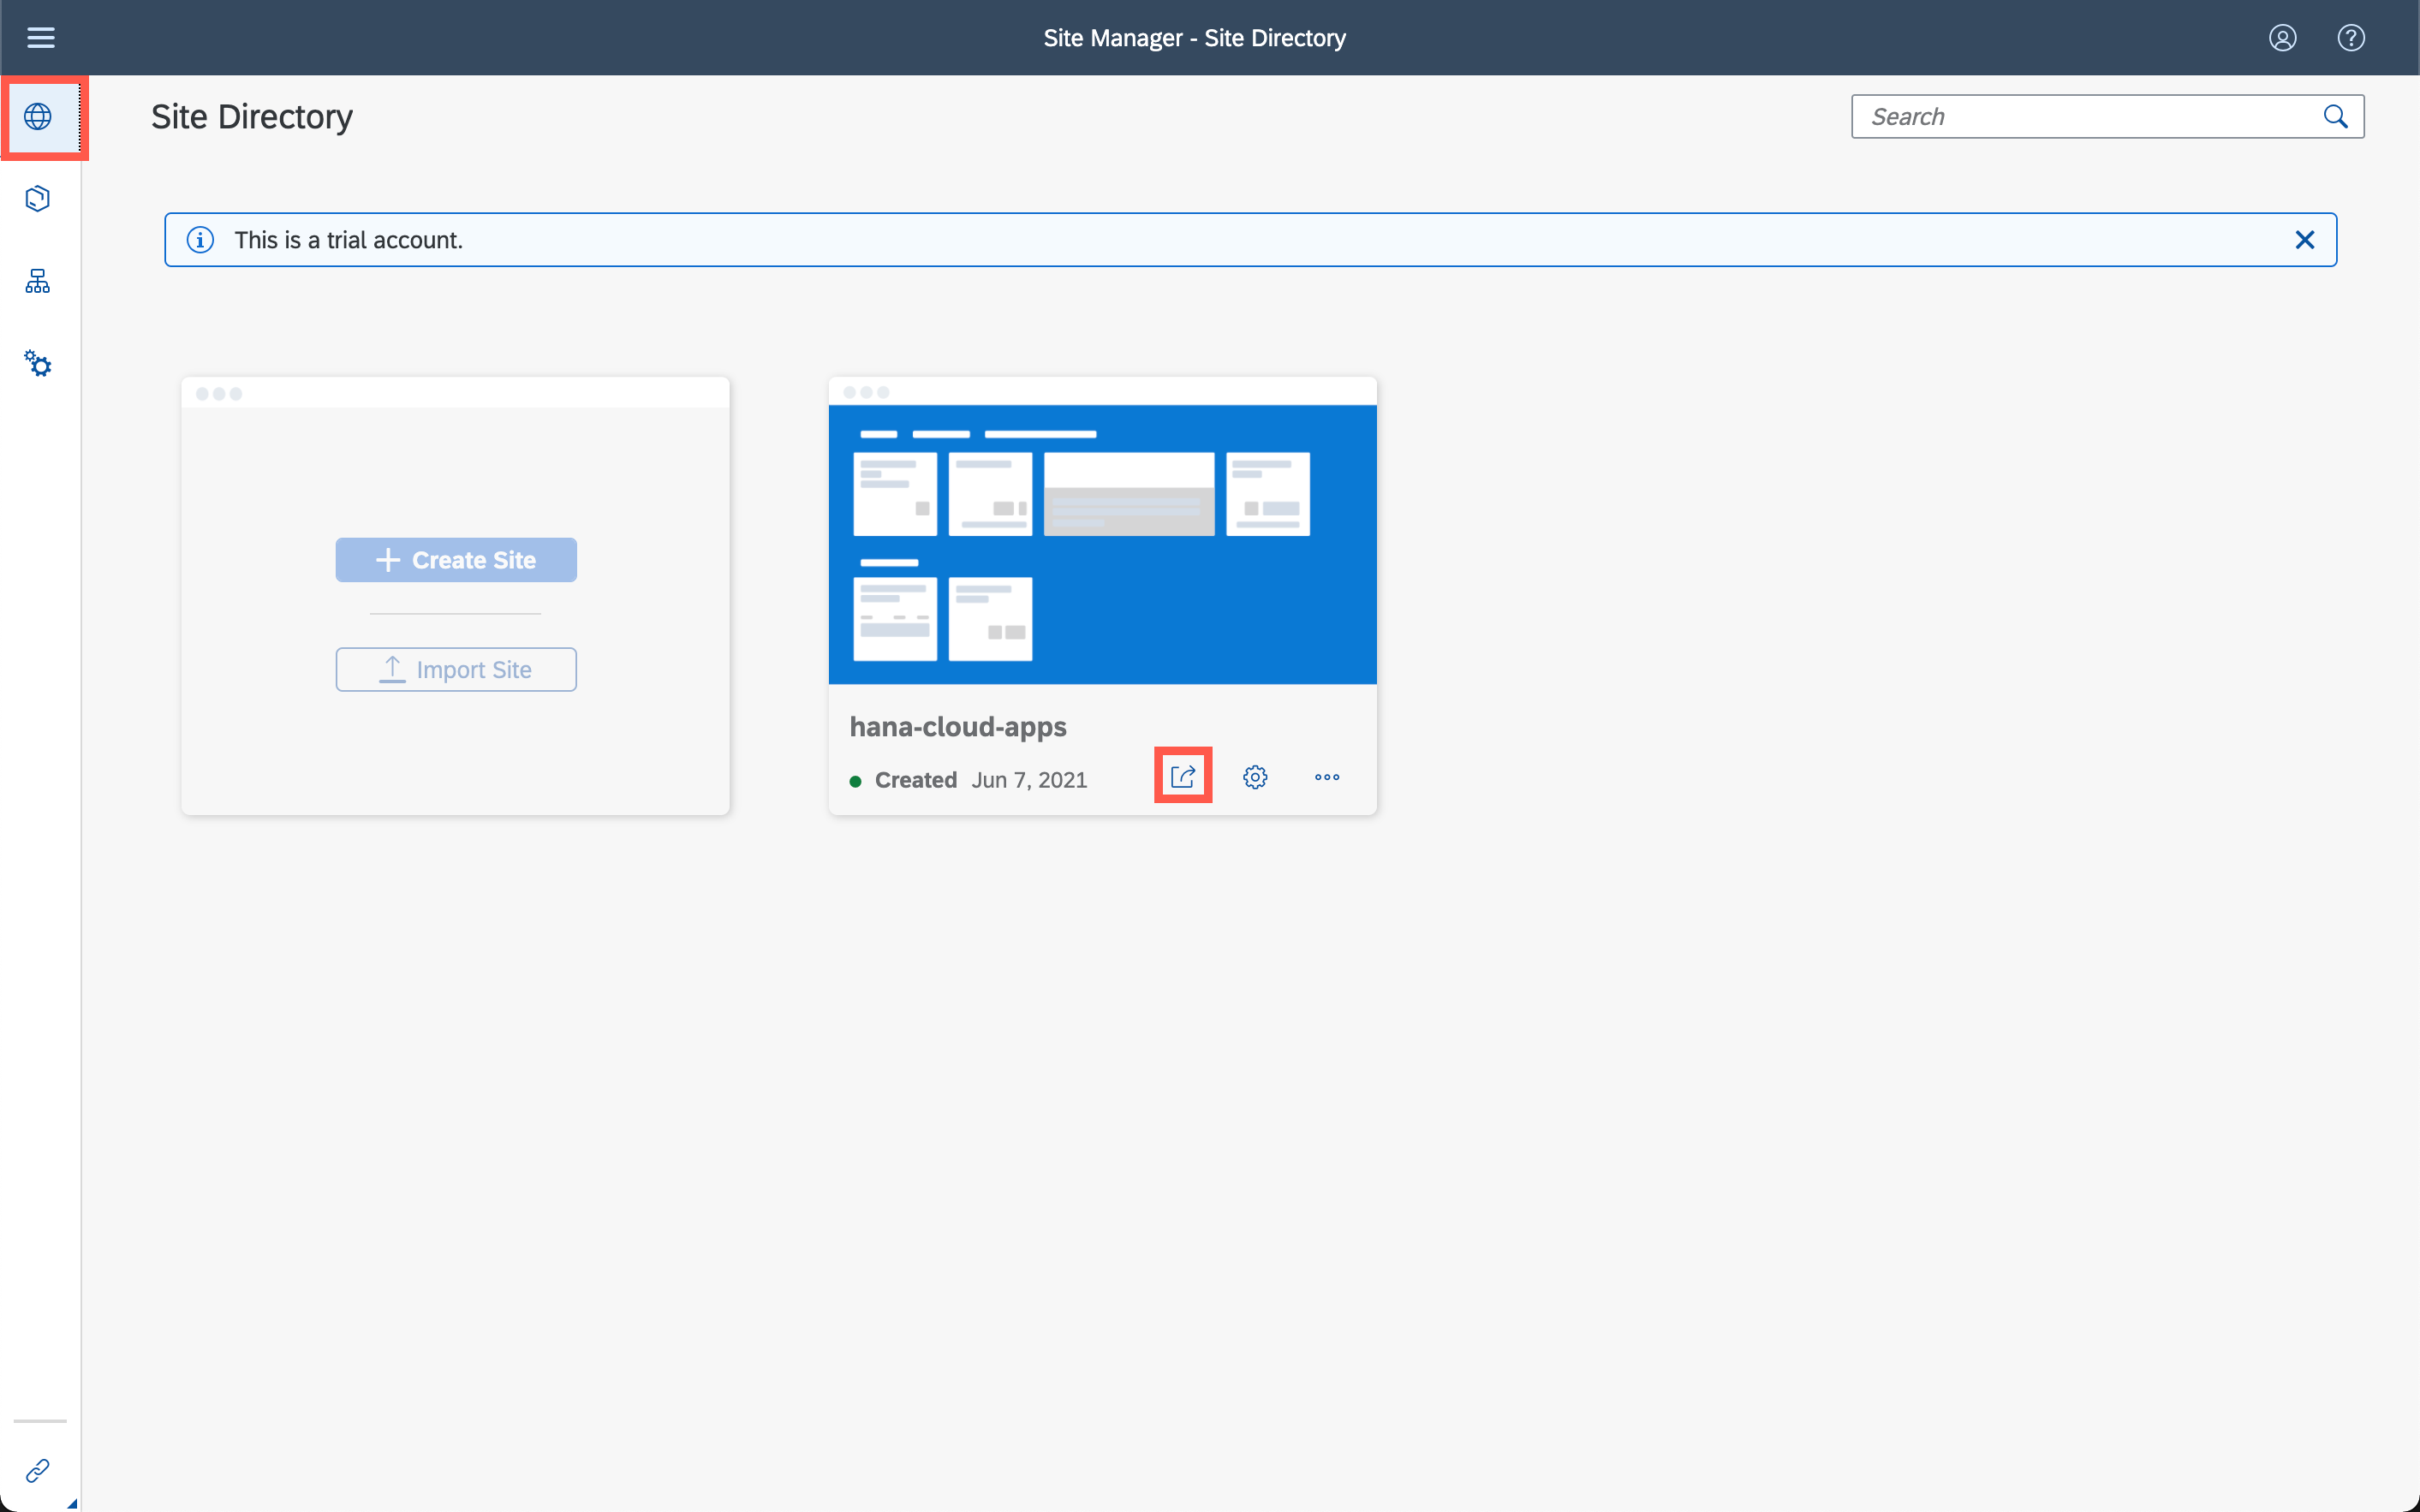 Site Manager - Site Directory
Site Directory
Search
This is a trial account.
Create Site
Import Site
hana-cloud-apps
Created Jun 7, 2021